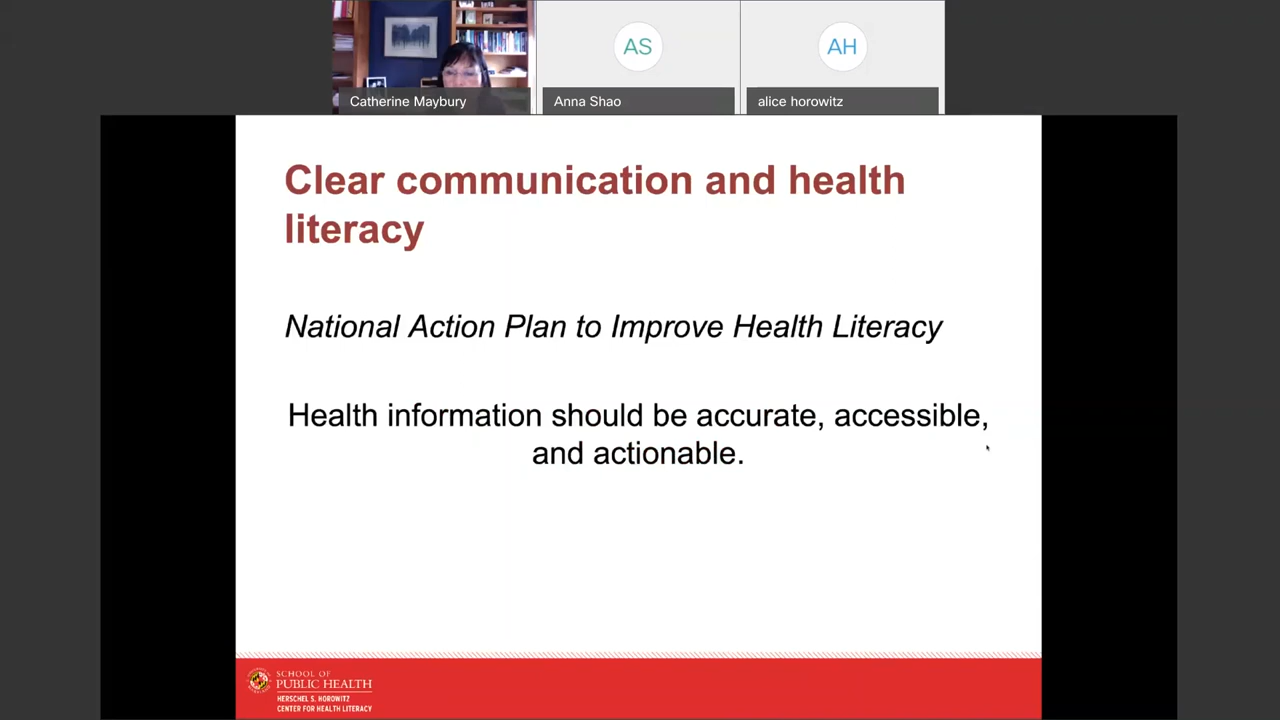 AS
AH
Catherine Maybury
Anna Shao
alice horowitz
Clear communication and health
literacy
National Action Plan to Improve Health Literacy
Health information should be accurate, accessible,
and actionable.
SCHOOL OF
PUBLIC HEALTH
HERSCHEL S. HOROWITZ
CENTER FOR HEALTH LITERACY